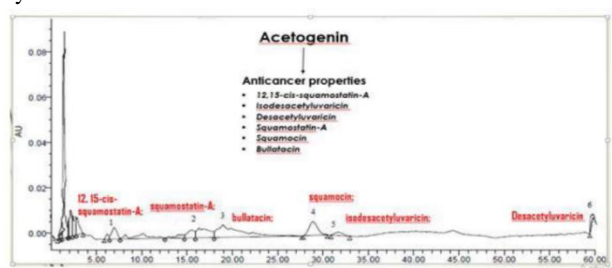 Acetogenin
Anticancer properties
• 12,15-cis-squamostatin-A
• Isodesacetyluvaricin
• Desacetyluvaricin
• Squamostatin-A
• Squamocin
• Bullatacin
AU
0.08
0.06
0.04
0.02
0.00
12, 15-cis-
squamostatin-A;
squamostatin-A;
bullatacin;
squamocin;
isodesacetyluvaricin;
Desacetyluvaricin
1
2
3
4
5
6
5.00 10.00 15.00 20.00 25.00 30.00 35.00 40.00 45.00 50.00 55.00 60.00